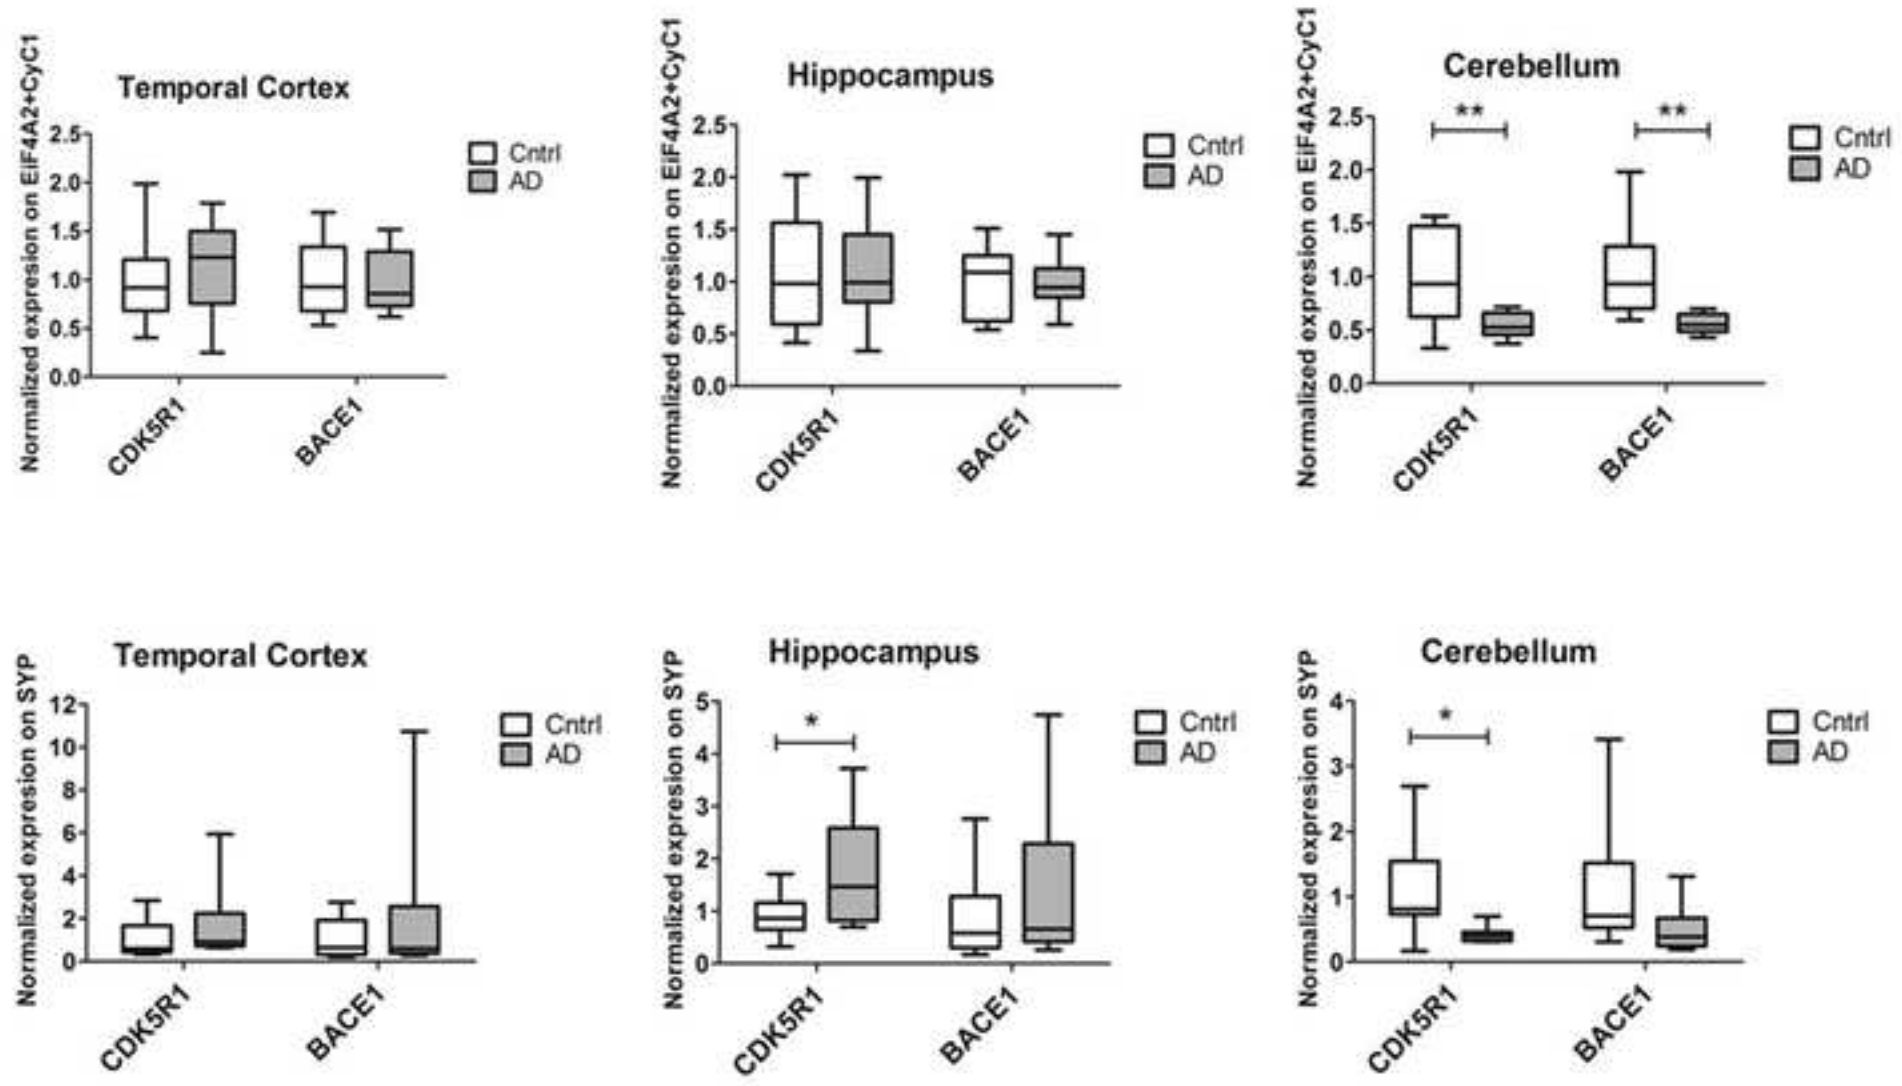 Temporal Cortex
Normalized expresion on EiF4A2+CyC1
2.5
2.0
1.5
1.0
0.5
0.0
CDK5R1
BACE1
Cntrl
AD
Hippocampus
Normalized expresion on EiF4A2+CyC1
2.5
2.0
1.5
1.0
0.5
0.0
CDK5R1
BACE1
Cntrl
AD
Cerebellum
Normalized expresion on EiF4A2+CyC1
2.5
2.0
1.5
1.0
0.5
0.0
**
**
CDK5R1
BACE1
Cntrl
AD
Temporal Cortex
Normalized expresion on SYP
12
10
8
6
4
2
0
CDK5R1
BACE1
Cntrl
AD
Hippocampus
Normalized expresion on SYP
5
4
3
2
1
0
*
CDK5R1
BACE1
Cntrl
AD
Cerebellum
Normalized expresion on SYP
4
3
2
1
0
*
CDK5R1
BACE1
Cntrl
AD